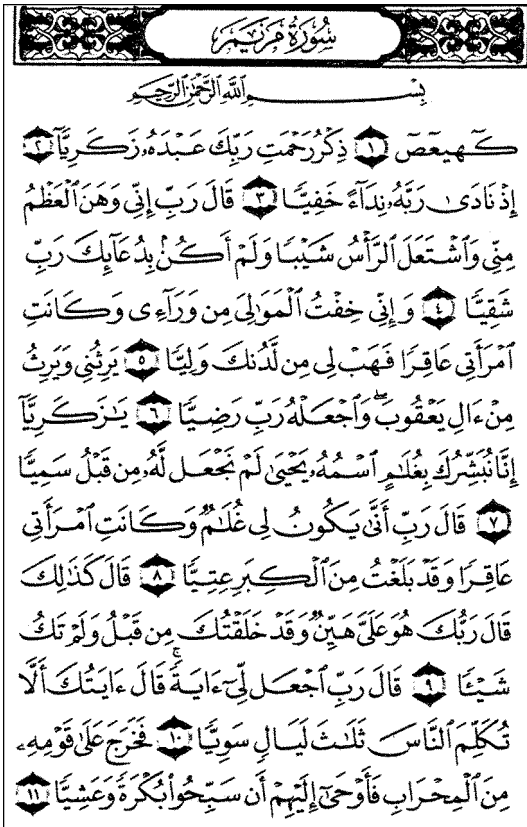 سُورَةُ مَرْيَمَ
بِسْمِ ٱللَّهِ ٱلرَّحْمَٰنِ ٱلرَّحِيمِ
كٓهيعٓصٓ ١ ذِكْرُ رَحْمَتِ رَبِّكَ عَبْدَهُۥ زَكَرِيَّآ ٢
إِذْ نَادَىٰ رَبَّهُۥ نِدَآءً خَفِيًّا ٣ قَالَ رَبِّ إِنِّى وَهَنَ ٱلْعَظْمُ
مِنِّى وَٱشْتَعَلَ ٱلرَّأْسُ شَيْبًا وَلَمْ أَكُنۢ بِدُعَآئِكَ رَبِّ
شَقِيًّا ٤ وَإِنِّى خِفْتُ ٱلْمَوَٰلِىَ مِن وَرَآءِى وَكَانَتِ
ٱمْرَأَتِى عَاقِرًا فَهَبْ لِى مِن لَّدُنكَ وَلِيًّا ٥ يَرِثُنِى وَيَرِثُ
مِنْ ءَالِ يَعْقُوبَ ۖ وَٱجْعَلْهُ رَبِّ رَضِيًّا ٦ يَٰزَكَرِيَّآ
إِنَّا نُبَشِّرُكَ بِغُلَٰمٍ ٱسْمُهُۥ يَحْيَىٰ لَمْ نَجْعَل لَّهُۥ مِن قَبْلُ سَمِيًّا
٧ قَالَ رَبِّ أَنَّىٰ يَكُونُ لِى غُلَٰمٌ وَكَانَتِ ٱمْرَأَتِى
عَاقِرًا وَقَدْ بَلَغْتُ مِنَ ٱلْكِبَرِ عِتِيًّا ٨ قَالَ كَذَٰلِكَ
قَالَ رَبُّكَ هُوَ عَلَىَّ هَيِّنٌ وَقَدْ خَلَقْتُكَ مِن قَبْلُ وَلَمْ تَكُ
شَيْـًٔا ٩ قَالَ رَبِّ ٱجْعَل لِّىٓ ءَايَةً ۚ قَالَ ءَايَتُكَ أَلَّا
تُكَلِّمَ ٱلنَّاسَ ثَلَٰثَ لَيَالٍ سَوِيًّا ١٠ فَخَرَجَ عَلَىٰ قَوْمِهِۦ
مِنَ ٱلْمِحْرَابِ فَأَوْحَىٰٓ إِلَيْهِمْ أَن سَبِّحُوا۟ بُكْرَةً وَعَشِيًّا ١١